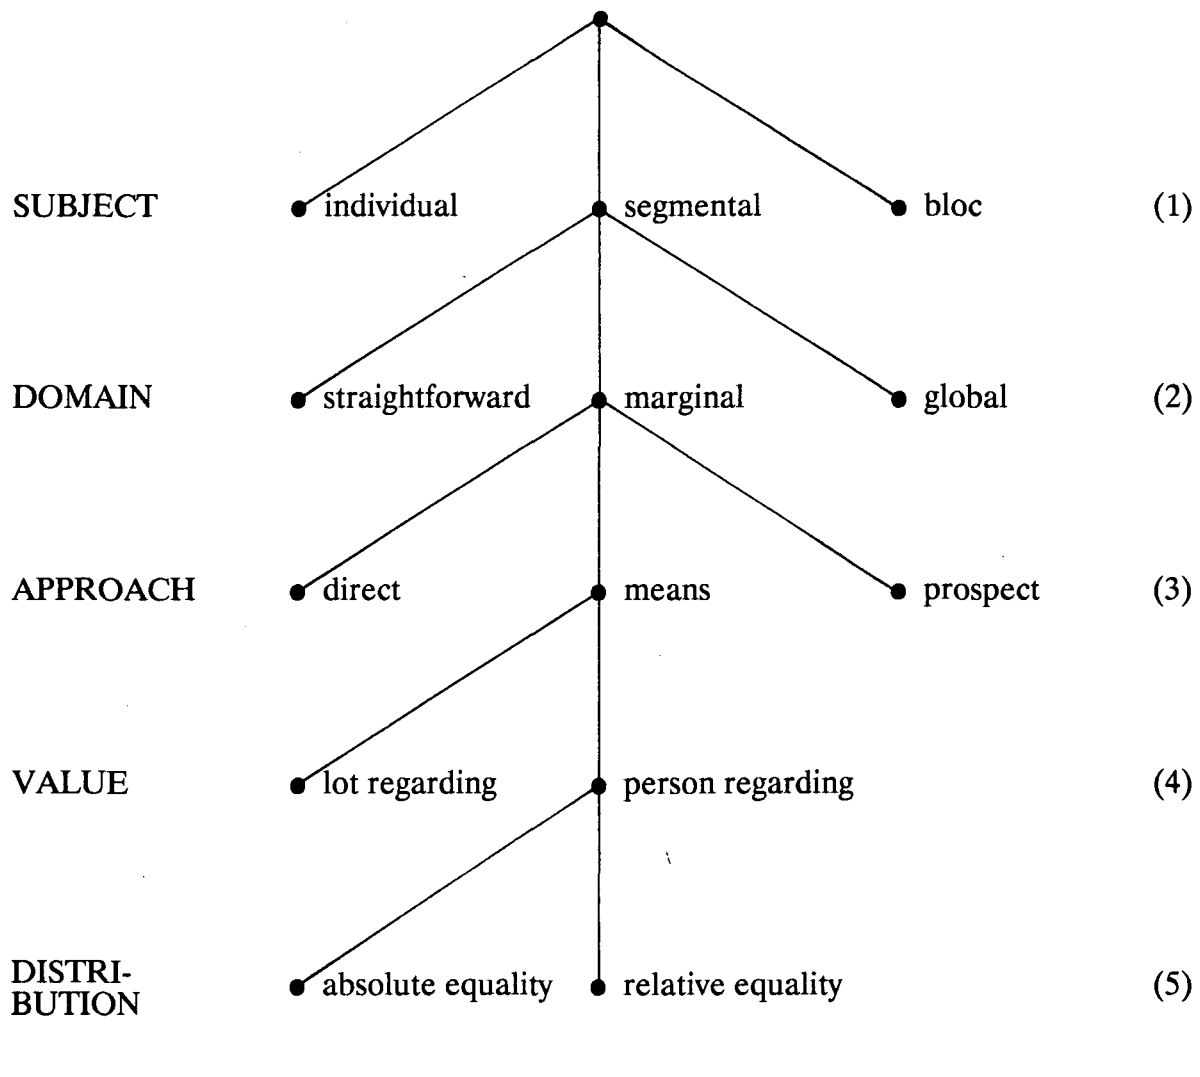 SUBJECT individual segmental bloc (1)
DOMAIN straightforward marginal global (2)
APPROACH direct means prospect (3)
VALUE lot regarding person regarding (4)
DISTRI-
BUTION absolute equality relative equality (5)